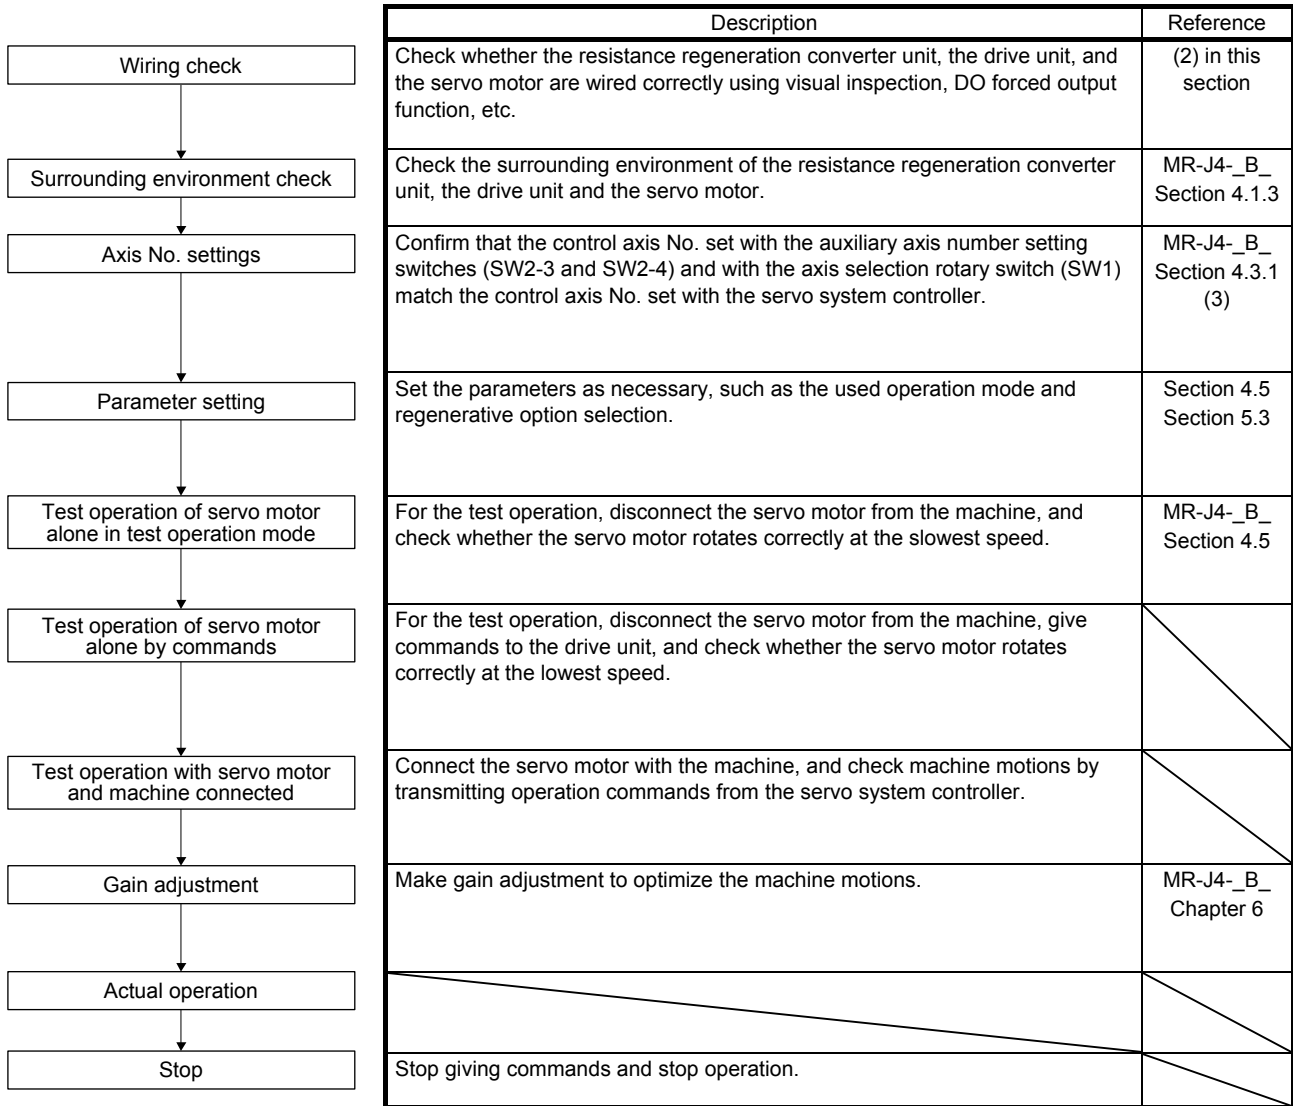 Description
Reference
Wiring check
Check whether the resistance regeneration converter unit, the drive unit, and
the servo motor are wired correctly using visual inspection, DO forced output
function, etc.
(2) in this
section
Surrounding environment check
Check the surrounding environment of the resistance regeneration converter
unit, the drive unit and the servo motor.
MR-J4-_B_
Section 4.1.3
Axis No. settings
Confirm that the control axis No. set with the auxiliary axis number setting
switches (SW2-3 and SW2-4) and with the axis selection rotary switch (SW1)
match the control axis No. set with the servo system controller.
MR-J4-_B_
Section 4.3.1
(3)
Parameter setting
Set the parameters as necessary, such as the used operation mode and
regenerative option selection.
Section 4.5
Section 5.3
Test operation of servo motor
alone in test operation mode
For the test operation, disconnect the servo motor from the machine, and
check whether the servo motor rotates correctly at the slowest speed.
MR-J4-_B_
Section 4.5
Test operation of servo motor
alone by commands
For the test operation, disconnect the servo motor from the machine, give
commands to the drive unit, and check whether the servo motor rotates
correctly at the lowest speed.
Test operation with servo motor
and machine connected
Connect the servo motor with the machine, and check machine motions by
transmitting operation commands from the servo system controller.
Gain adjustment
Make gain adjustment to optimize the machine motions.
MR-J4-_B_
Chapter 6
Actual operation
Stop
Stop giving commands and stop operation.